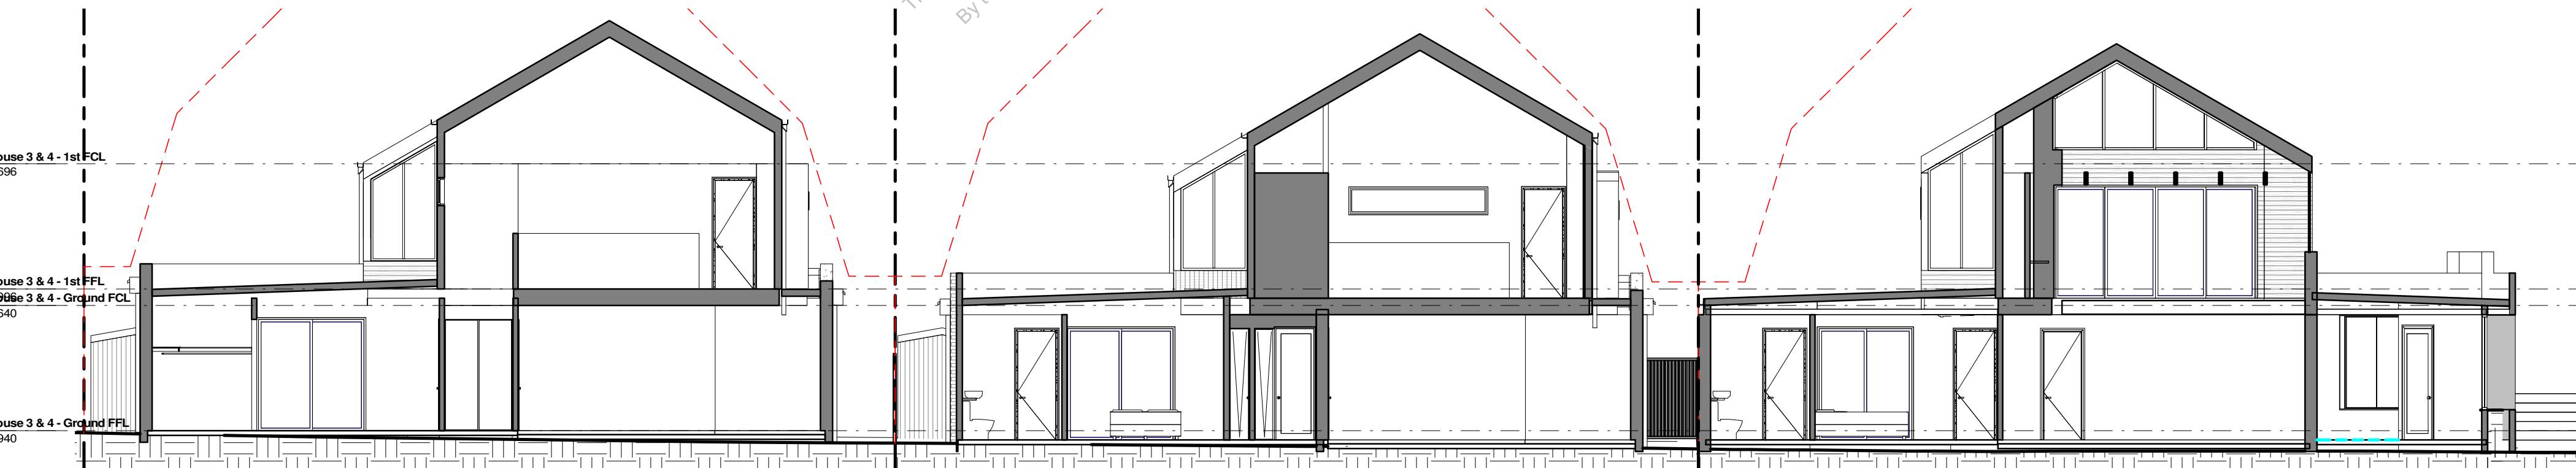 By t
ouse 3 & 4 - 1st FCL
696
ouse 3 & 4 - 1st FFL
ouse 3 & 4 - Ground FCL
640
ouse 3 & 4 - Ground FFL
940